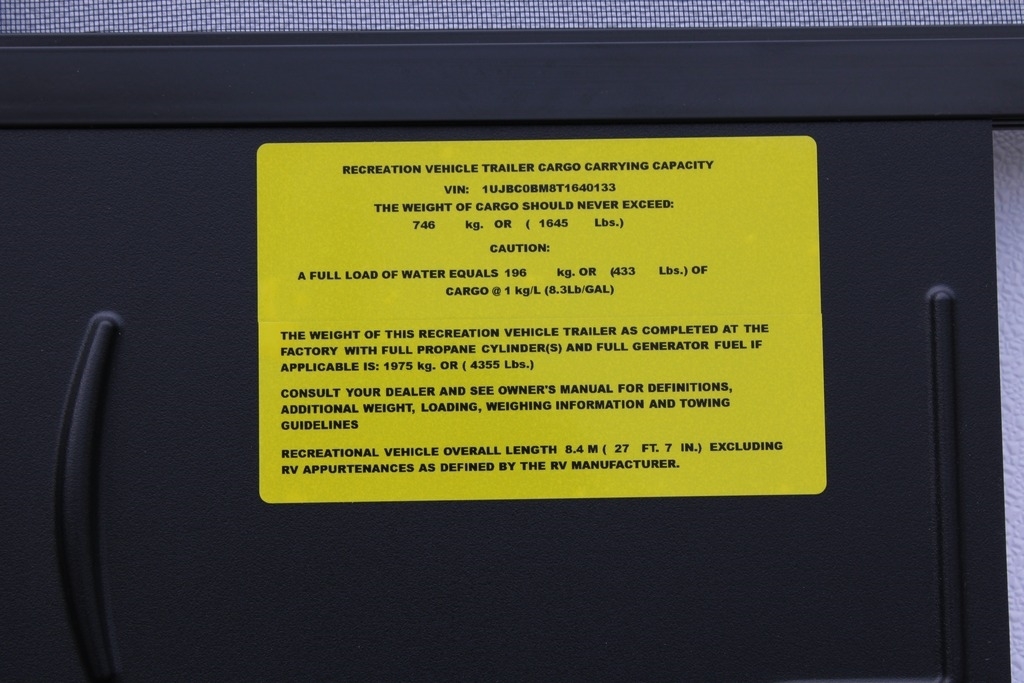 RECREATION VEHICLE TRAILER CARGO CARRYING CAPACITY
VIN: 1UJBC0BM8T1640133
THE WEIGHT OF CARGO SHOULD NEVER EXCEED:
746 kg. OR ( 1645 Lbs.)
CAUTION:
A FULL LOAD OF WATER EQUALS 196 kg. OR (433 Lbs.) OF
CARGO @ 1 kg/L (8.3Lb/GAL)
THE WEIGHT OF THIS RECREATION VEHICLE TRAILER AS COMPLETED AT THE
FACTORY WITH FULL PROPANE CYLINDER(S) AND FULL GENERATOR FUEL IF
APPLICABLE IS: 1975 kg. OR ( 4355 Lbs.)
CONSULT YOUR DEALER AND SEE OWNER'S MANUAL FOR DEFINITIONS,
ADDITIONAL WEIGHT, LOADING, WEIGHING INFORMATION AND TOWING
GUIDELINES
RECREATIONAL VEHICLE OVERALL LENGTH 8.4 M ( 27 FT. 7 IN.) EXCLUDING
RV APPURTENANCES AS DEFINED BY THE RV MANUFACTURER.